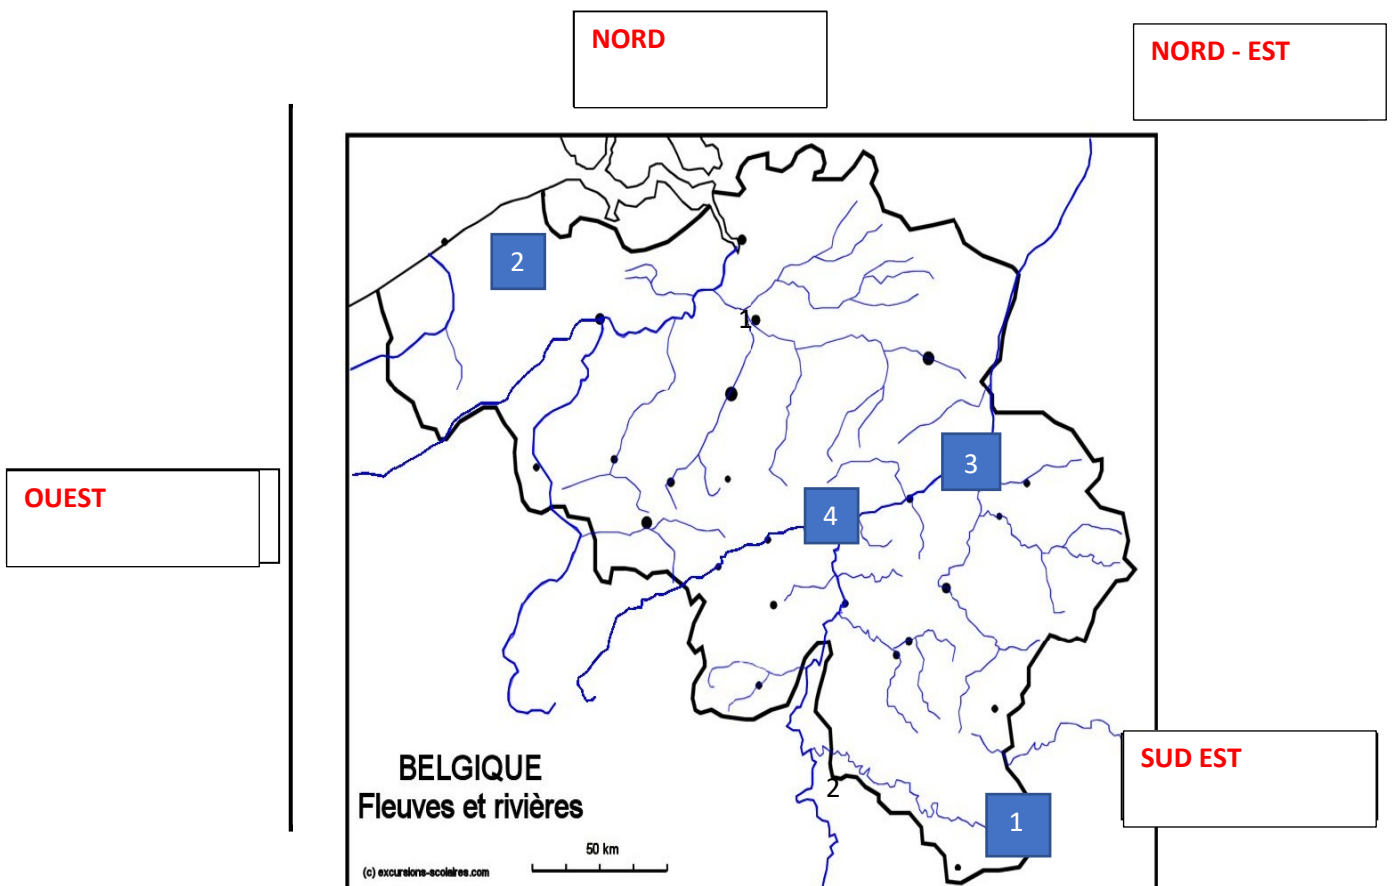 NORD
NORD - EST
2
1
3
OUEST
4
SUD EST
BELGIQUE
2
Fleuves et rivières
1
50 km
(c) excursions-scolaires.com